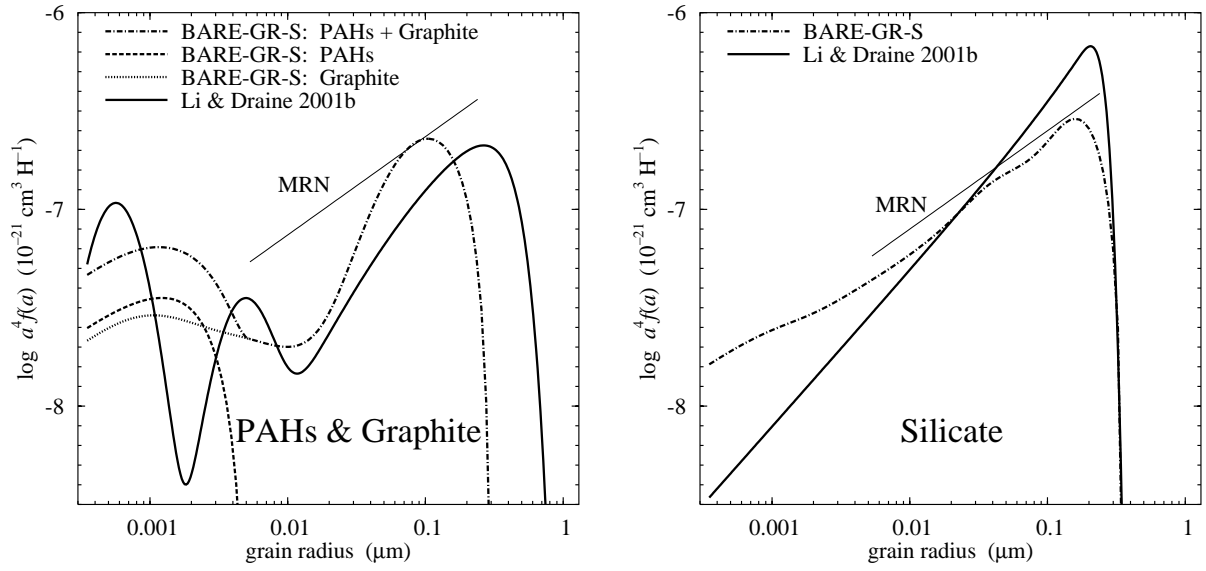 -6
-7
-8
log a⁴f(a) (10⁻²¹ cm³ H⁻¹)
BARE-GR-S: PAHs + Graphite
BARE-GR-S: PAHs
BARE-GR-S: Graphite
Li & Draine 2001b
MRN
PAHs & Graphite
0.001 0.01 0.1 1
grain radius (µm)
-6
-7
-8
log a⁴f(a) (10⁻²¹ cm³ H⁻¹)
BARE-GR-S
Li & Draine 2001b
MRN
Silicate
0.001 0.01 0.1 1
grain radius (µm)